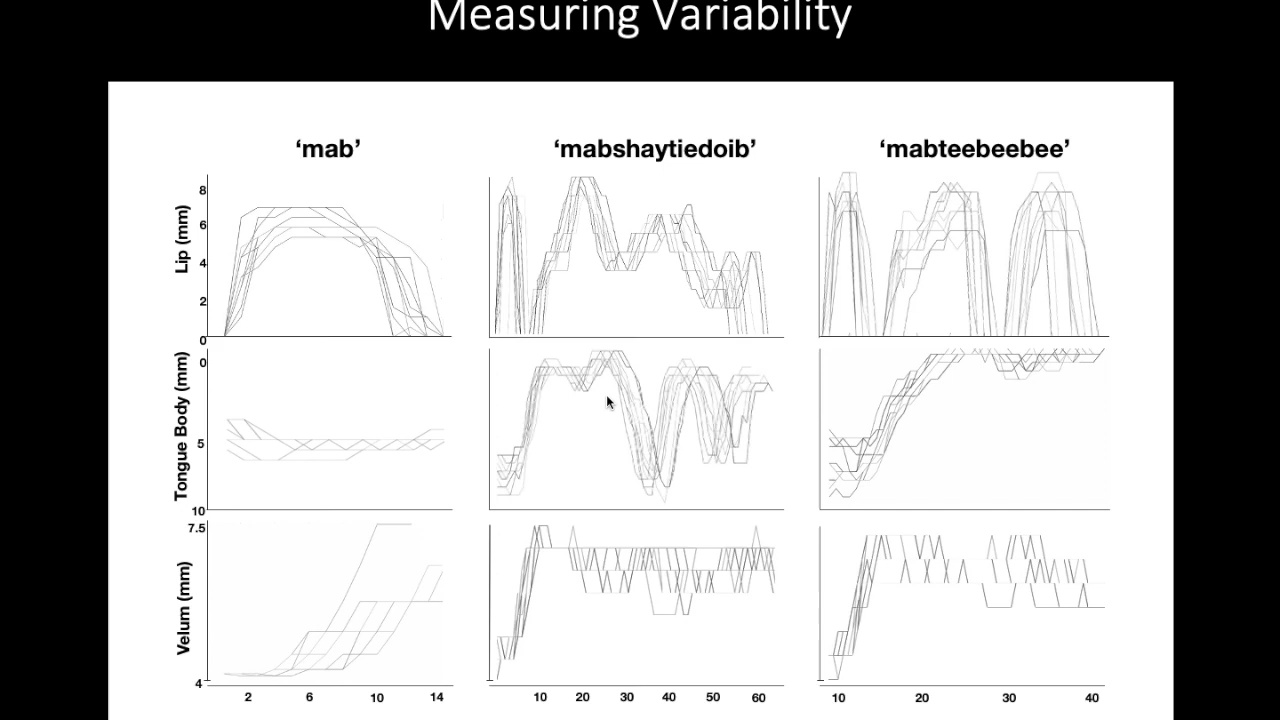 Measuring Variability
‘mab’
‘mabshaytiedoib’
‘mabteebeebee’
Lip (mm)
8
6
4
2
0
Tongue Body (mm)
0
5
10
Velum (mm)
7.5
4
2 6 10 14
10 20 30 40 50 60
10 20 30 40